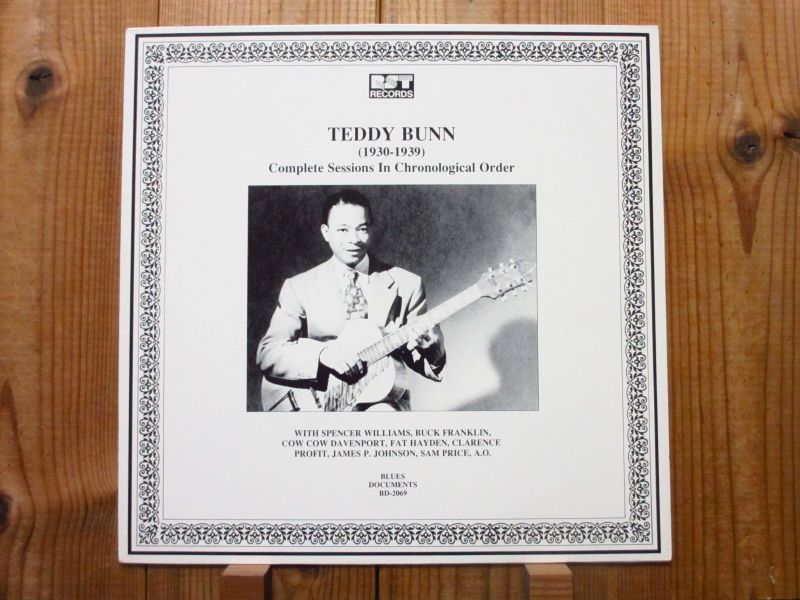 RST
RECORDS
TEDDY BUNN
(1930-1939)
Complete Sessions In Chronological Order
WITH SPENCER WILLIAMS, BUCK FRANKLIN,
COW COW DAVENPORT, FAT HAYDEN, CLARENCE
PROFIT, JAMES P. JOHNSON, SAM PRICE, A.O.
BLUES
DOCUMENTS
BD-2069